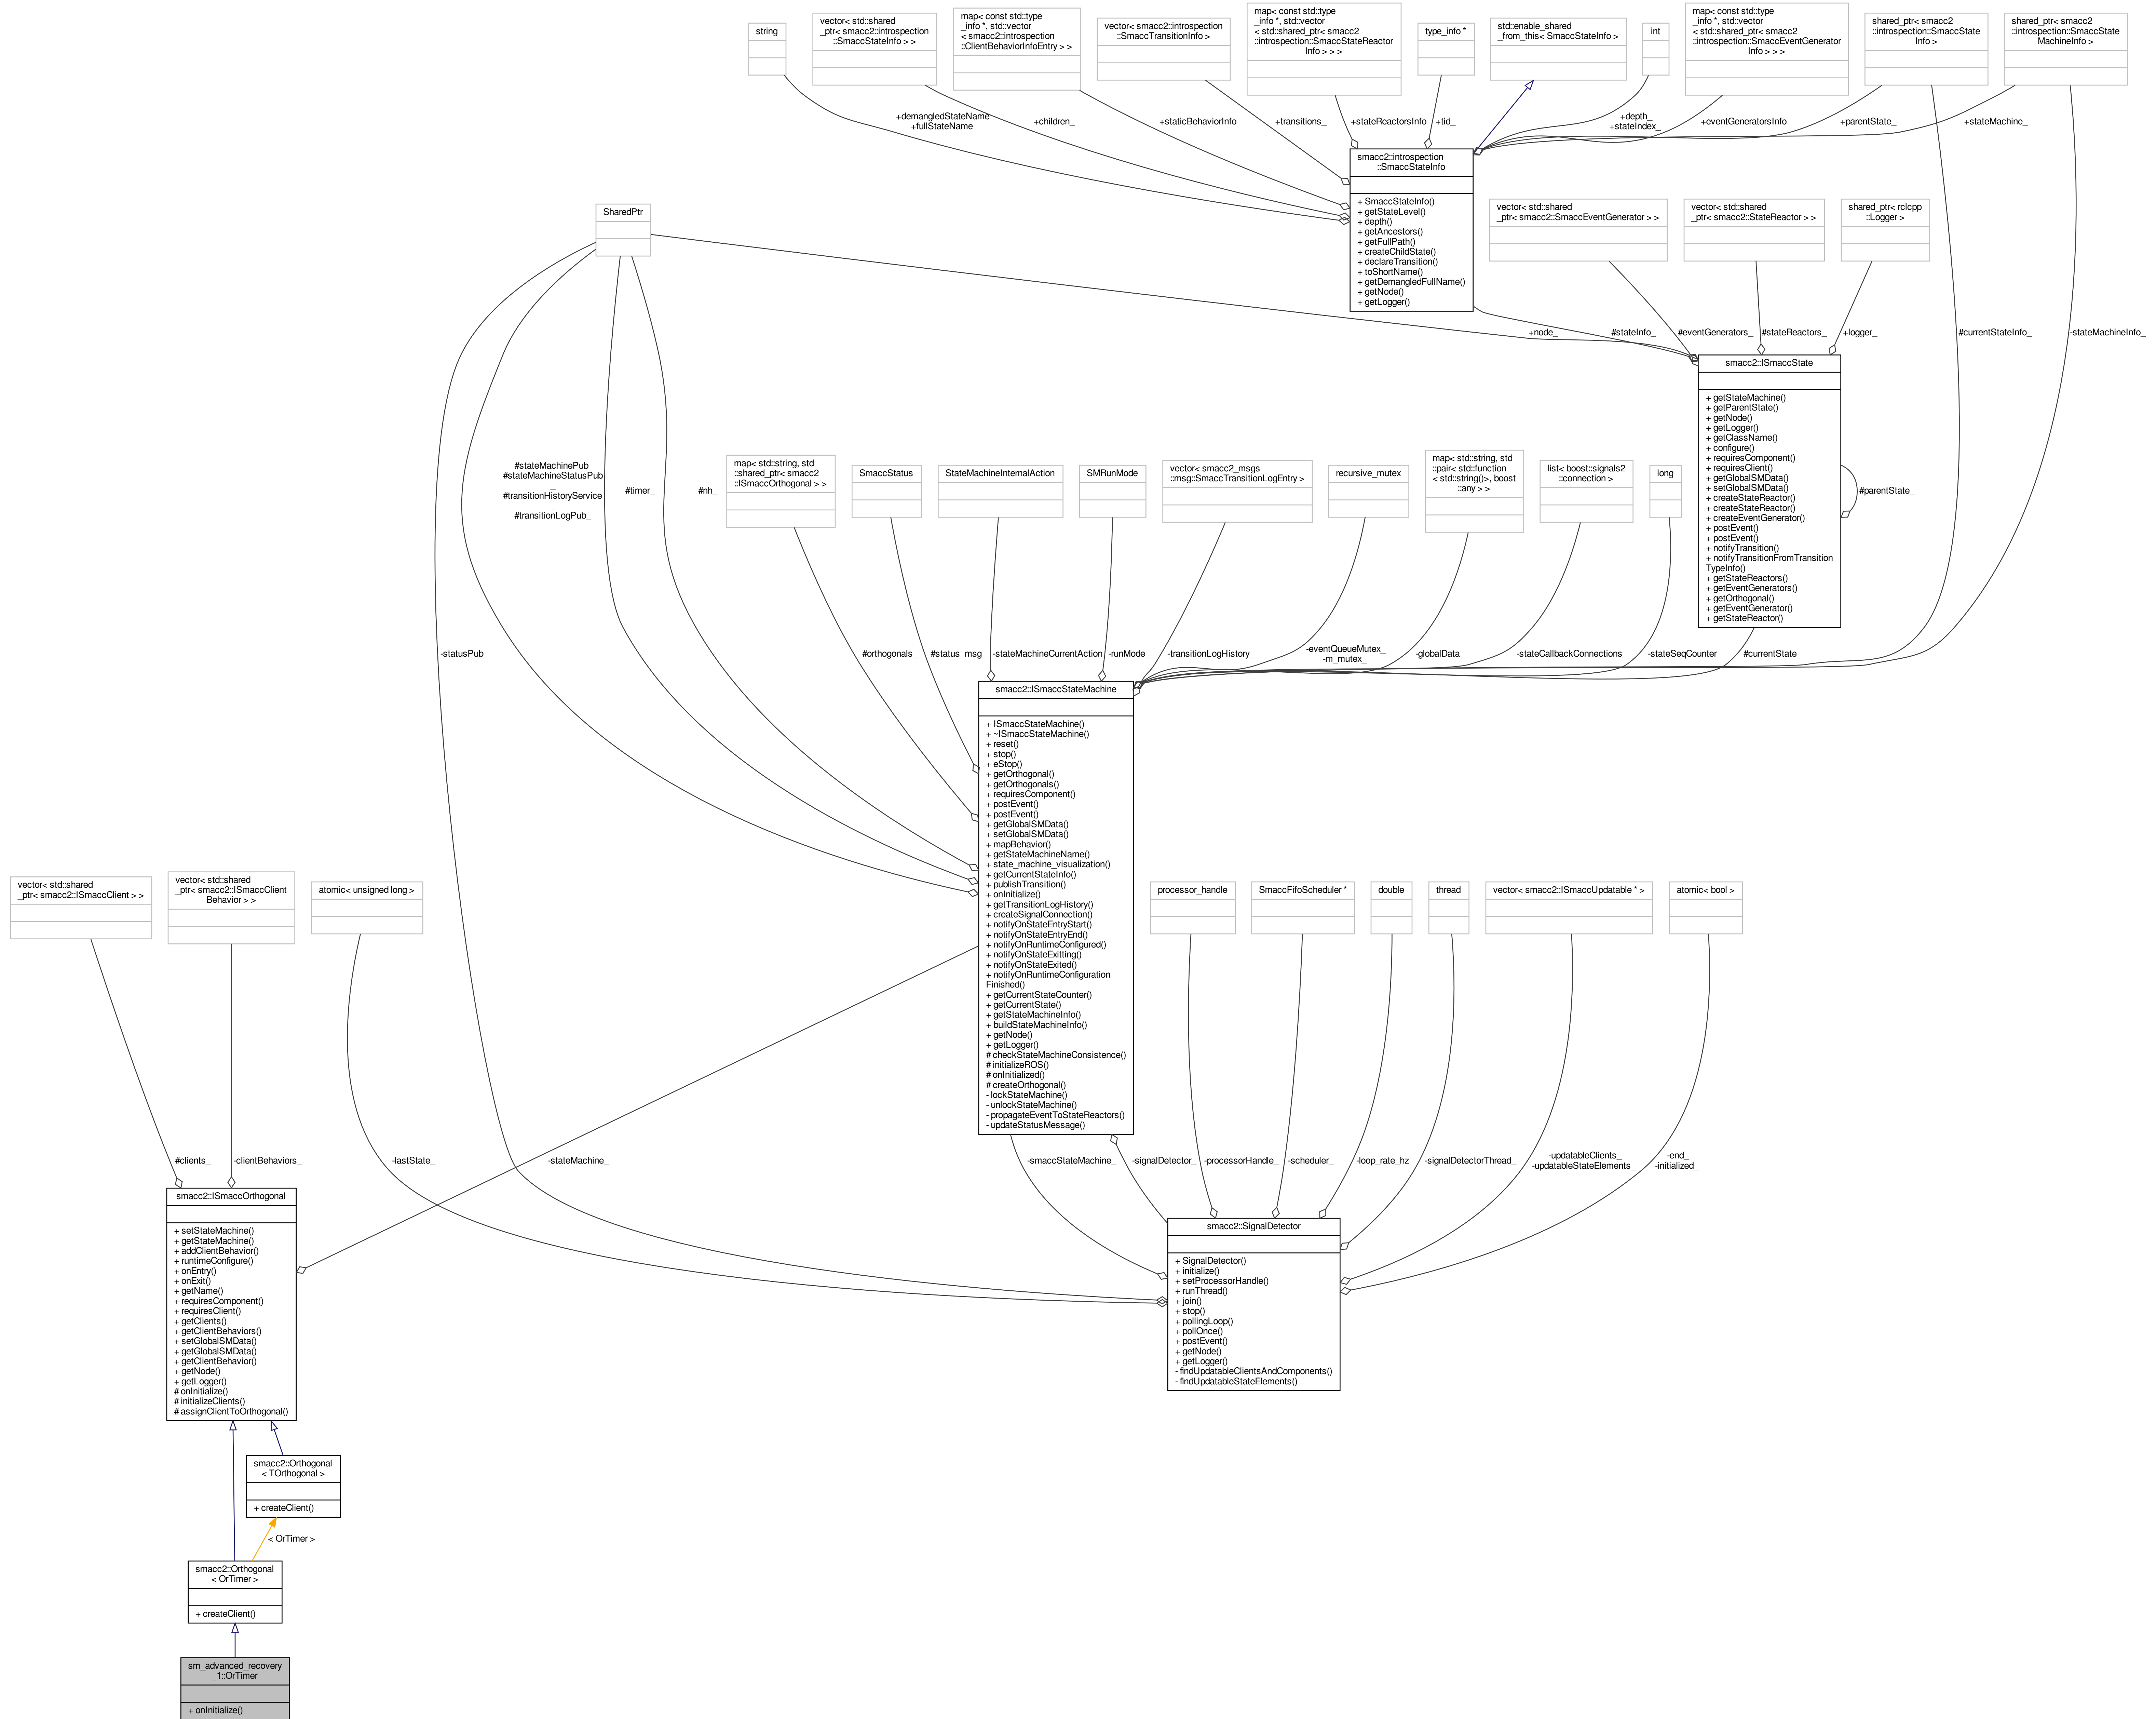 string
vector< std::shared
_ptr< smacc2::introspection
::SmaccStateInfo > >
map< const std::type
_info *, std::vector
< smacc2::introspection
::ClientBehaviorInfoEntry > >
vector< smacc2::introspection
::SmaccTransitionInfo >
map< const std::type
_info *, std::vector
< std::shared_ptr< smacc2
::introspection::SmaccStateReactor
Info > > >
type_info *
std::enable_shared
_from_this< SmaccStateInfo >
int
map< const std::type
_info *, std::vector
< std::shared_ptr< smacc2
::introspection::SmaccEventGenerator
Info > > >
shared_ptr< smacc2
::introspection::SmaccState
Info >
shared_ptr< smacc2
::introspection::SmaccState
MachineInfo >
+demangledStateName
+fullStateName
+children_
+staticBehaviorInfo
+transitions_
+stateReactorsInfo
+tid_
+depth_
+stateIndex_
+eventGeneratorsInfo
+parentState_
+stateMachine_
smacc2::introspection
::SmaccStateInfo
+ SmaccStateInfo()
+ getStateLevel()
+ depth()
+ getAncestors()
+ getFullPath()
+ createChildState()
+ declareTransition()
+ toShortName()
+ getDemangledFullName()
+ getNode()
+ getLogger()
SharedPtr
vector< std::shared
_ptr< smacc2::SmaccEventGenerator > >
vector< std::shared
_ptr< smacc2::StateReactor > >
shared_ptr< rclcpp
::Logger >
+node_
#stateInfo_
#eventGenerators_
#stateReactors_
+logger_
#currentStateInfo_
-stateMachineInfo_
smacc2::ISmaccState
+ getStateMachine()
+ getParentState()
+ getNode()
+ getLogger()
+ getClassName()
+ configure()
+ requiresComponent()
+ requiresClient()
+ getGlobalSMData()
+ setGlobalSMData()
+ createStateReactor()
+ createStateReactor()
+ createEventGenerator()
+ postEvent()
+ postEvent()
+ notifyTransition()
+ notifyTransitionFromTransition
TypeInfo()
+ getStateReactors()
+ getEventGenerators()
+ getOrthogonal()
+ getEventGenerator()
+ getStateReactor()
#parentState_
#stateMachinePub_
#stateMachineStatusPub
_
#transitionHistoryService
_
#transitionLogPub_
#timer_
#nh_
map< std::string, std
::shared_ptr< smacc2
::ISmaccOrthogonal > >
SmaccStatus
StateMachineInternalAction
SMRunMode
vector< smacc2_msgs
::msg::SmaccTransitionLogEntry >
recursive_mutex
map< std::string, std
::pair< std::function
< std::string()>, boost
::any > >
list< boost::signals2
::connection >
long
-statusPub_
#orthogonals_
#status_msg_
-stateMachineCurrentAction
-runMode_
-transitionLogHistory_
-eventQueueMutex_
-m_mutex_
-globalData_
-stateCallbackConnections
-stateSeqCounter_
#currentState_
smacc2::ISmaccStateMachine
+ ISmaccStateMachine()
+ ~ISmaccStateMachine()
+ reset()
+ stop()
+ eStop()
+ getOrthogonal()
+ getOrthogonals()
+ requiresComponent()
+ postEvent()
+ postEvent()
+ getGlobalSMData()
+ setGlobalSMData()
+ mapBehavior()
+ getStateMachineName()
+ state_machine_visualization()
+ getCurrentStateInfo()
+ publishTransition()
+ onInitialize()
+ getTransitionLogHistory()
+ createSignalConnection()
+ notifyOnStateEntryStart()
+ notifyOnStateEntryEnd()
+ notifyOnRuntimeConfigured()
+ notifyOnStateExitting()
+ notifyOnStateExited()
+ notifyOnRuntimeConfiguration
Finished()
+ getCurrentStateCounter()
+ getCurrentState()
+ getStateMachineInfo()
+ buildStateMachineInfo()
+ getNode()
+ getLogger()
# checkStateMachineConsistence()
# initializeROS()
# onInitialized()
# createOrthogonal()
- lockStateMachine()
- unlockStateMachine()
- propagateEventToStateReactors()
- updateStatusMessage()
vector< std::shared
_ptr< smacc2::ISmaccClient > >
vector< std::shared
_ptr< smacc2::ISmaccClient
Behavior > >
atomic< unsigned long >
processor_handle
SmaccFifoScheduler *
double
thread
vector< smacc2::ISmaccUpdatable * >
atomic< bool >
#clients_
-clientBehaviors_
-lastState_
-stateMachine_
-smaccStateMachine_
-signalDetector_
-processorHandle_
-scheduler_
-loop_rate_hz
-signalDetectorThread_
-updatableClients_
-updatableStateElements_
-end_
-initialized_
smacc2::ISmaccOrthogonal
+ setStateMachine()
+ getStateMachine()
+ addClientBehavior()
+ runtimeConfigure()
+ onEntry()
+ onExit()
+ getName()
+ requiresComponent()
+ requiresClient()
+ getClients()
+ getClientBehaviors()
+ setGlobalSMData()
+ getGlobalSMData()
+ getClientBehavior()
+ getNode()
+ getLogger()
# onInitialize()
# initializeClients()
# assignClientToOrthogonal()
smacc2::SignalDetector
+ SignalDetector()
+ initialize()
+ setProcessorHandle()
+ runThread()
+ join()
+ stop()
+ pollingLoop()
+ pollOnce()
+ postEvent()
+ getNode()
+ getLogger()
- findUpdatableClientsAndComponents()
- findUpdatableStateElements()
smacc2::Orthogonal
< TOrthogonal >
+ createClient()
< OrTimer >
smacc2::Orthogonal
< OrTimer >
+ createClient()
sm_advanced_recovery
_1::OrTimer
+ onInitialize()